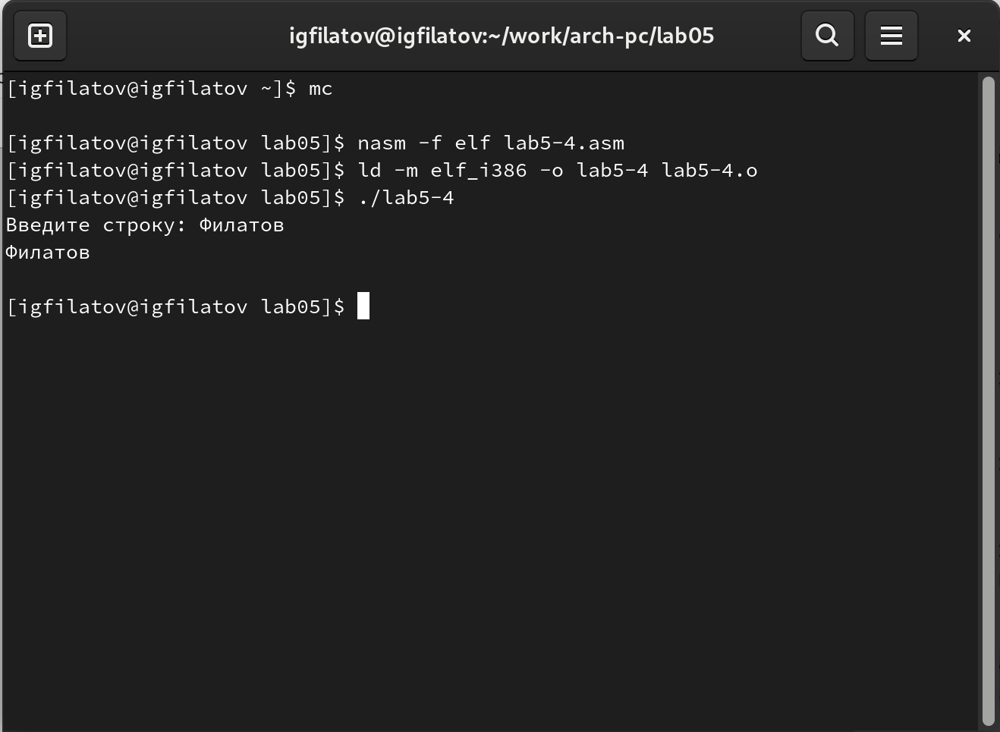 igfilatov@igfilatov:~/work/arch-pc/lab05
[igfilatov@igfilatov ~]$ mc
[igfilatov@igfilatov lab05]$ nasm -f elf lab5-4.asm
[igfilatov@igfilatov lab05]$ ld -m elf_i386 -o lab5-4 lab5-4.o
[igfilatov@igfilatov lab05]$ ./lab5-4
Введите строку: Филатов
Филатов
[igfilatov@igfilatov lab05]$